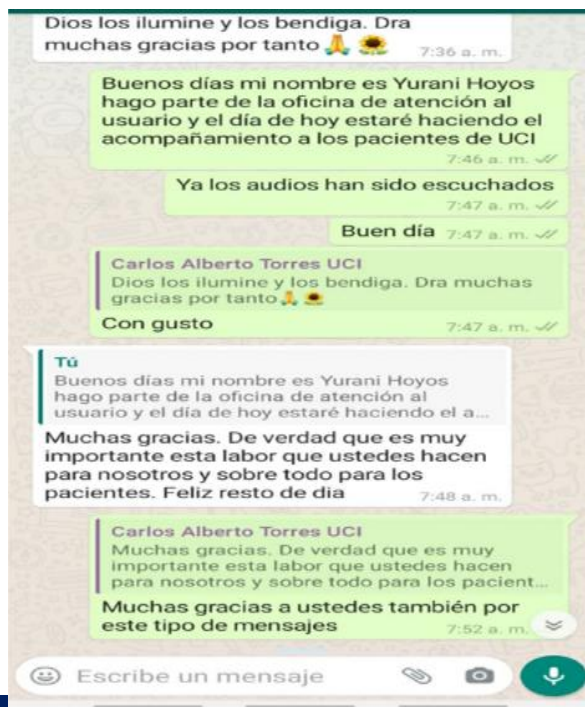 Dios los ilumine y los bendiga. Dra
muchas gracias por tanto🙏 🌻 7:36 a. m.
Buenos días mi nombre es Yurani Hoyos
hago parte de la oficina de atención al
usuario y el día de hoy estaré haciendo el
acompañamiento a los pacientes de UCI
7:46 a. m.
Ya los audios han sido escuchados
7:47 a. m.
Buen día 7:47 a. m.
Carlos Alberto Torres UCI
Dios los ilumine y los bendiga. Dra muchas
gracias por tanto🙏 🌻
Con gusto 7:47 a. m.
Tú
Buenos días mi nombre es Yurani Hoyos
hago parte de la oficina de atención al
usuario y el día de hoy estaré haciendo el a...
Muchas gracias. De verdad que es muy
importante esta labor que ustedes hacen
para nosotros y sobre todo para los
pacientes. Feliz resto de dia 7:48 a. m.
Carlos Alberto Torres UCI
Muchas gracias. De verdad que es muy
importante esta labor que ustedes hacen
para nosotros y sobre todo para los pacient...
Muchas gracias a ustedes también por
este tipo de mensajes 7:52 a. m.
Escribe un mensaje